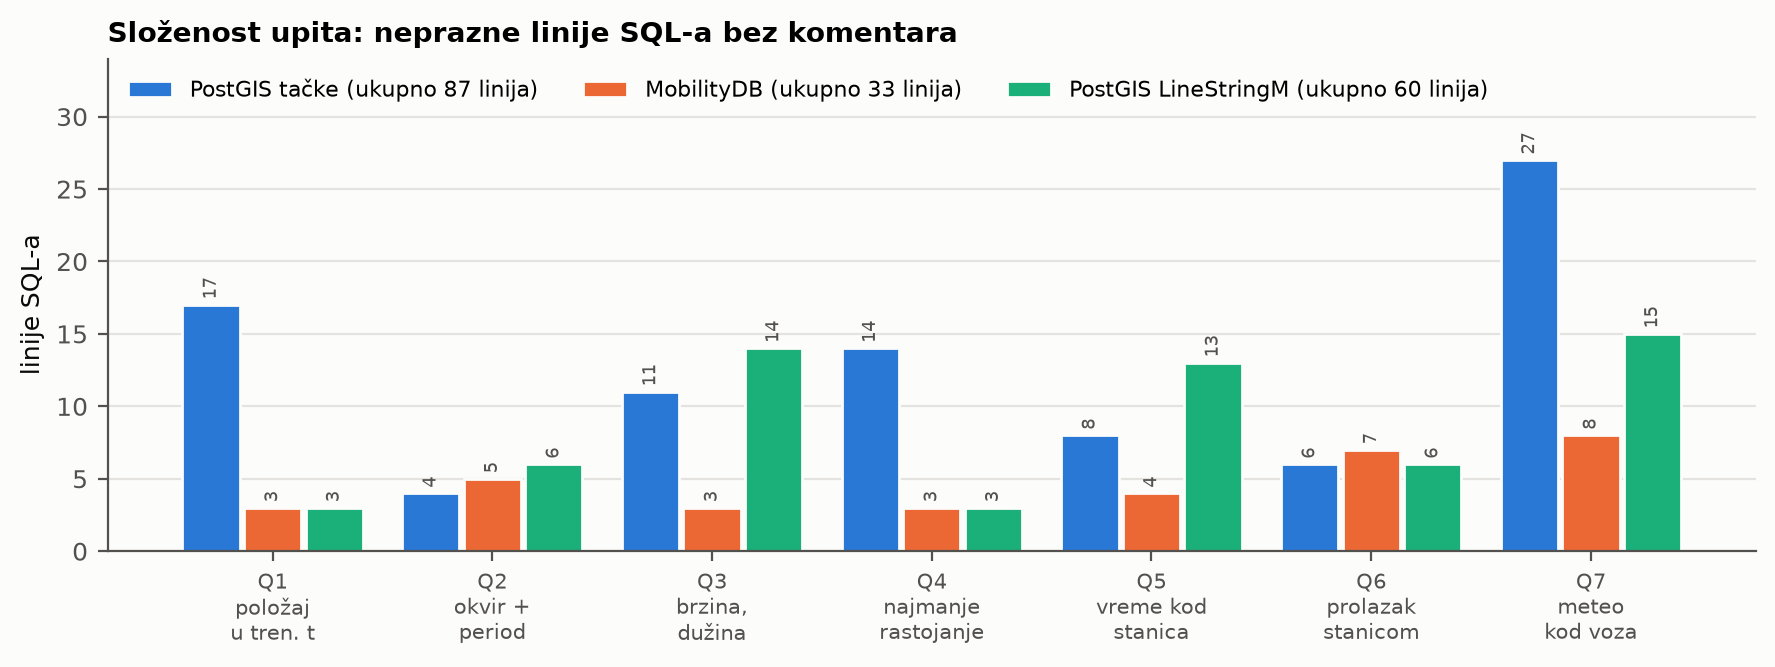 Složenost upita: neprazne linije SQL-a bez komentara
PostGIS tačke (ukupno 87 linija)
MobilityDB (ukupno 33 linija)
PostGIS LineStringM (ukupno 60 linija)
linije SQL-a
30
25
20
15
10
5
0
17
3
3
4
5
6
11
3
14
14
3
3
8
4
13
6
7
6
27
8
15
Q1
položaj
u tren. t
Q2
okvir +
period
Q3
brzina,
dužina
Q4
najmanje
rastojanje
Q5
vreme kod
stanica
Q6
prolazak
stanicom
Q7
meteo
kod voza